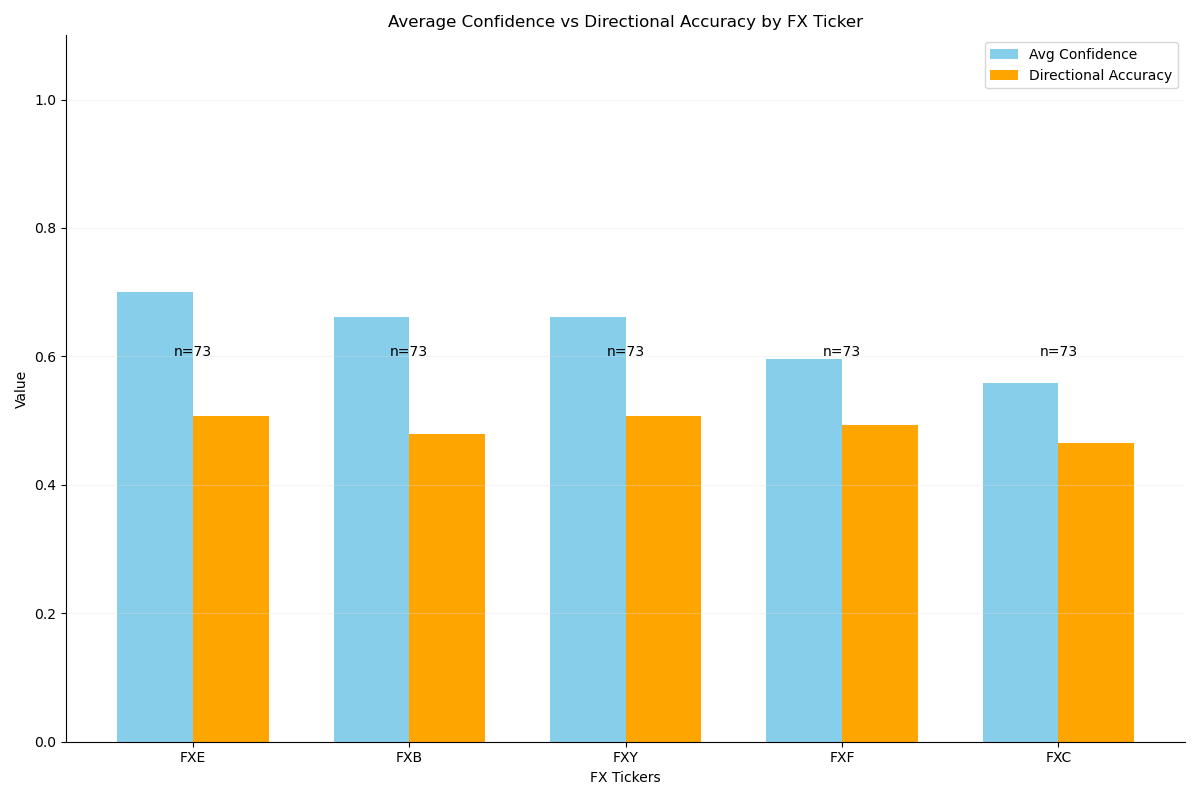 Average Confidence vs Directional Accuracy by FX Ticker
Avg Confidence
Directional Accuracy
Value
1.0
0.8
0.6
0.4
0.2
0.0
n=73
n=73
n=73
n=73
n=73
FXE
FXB
FXY
FXF
FXC
FX Tickers